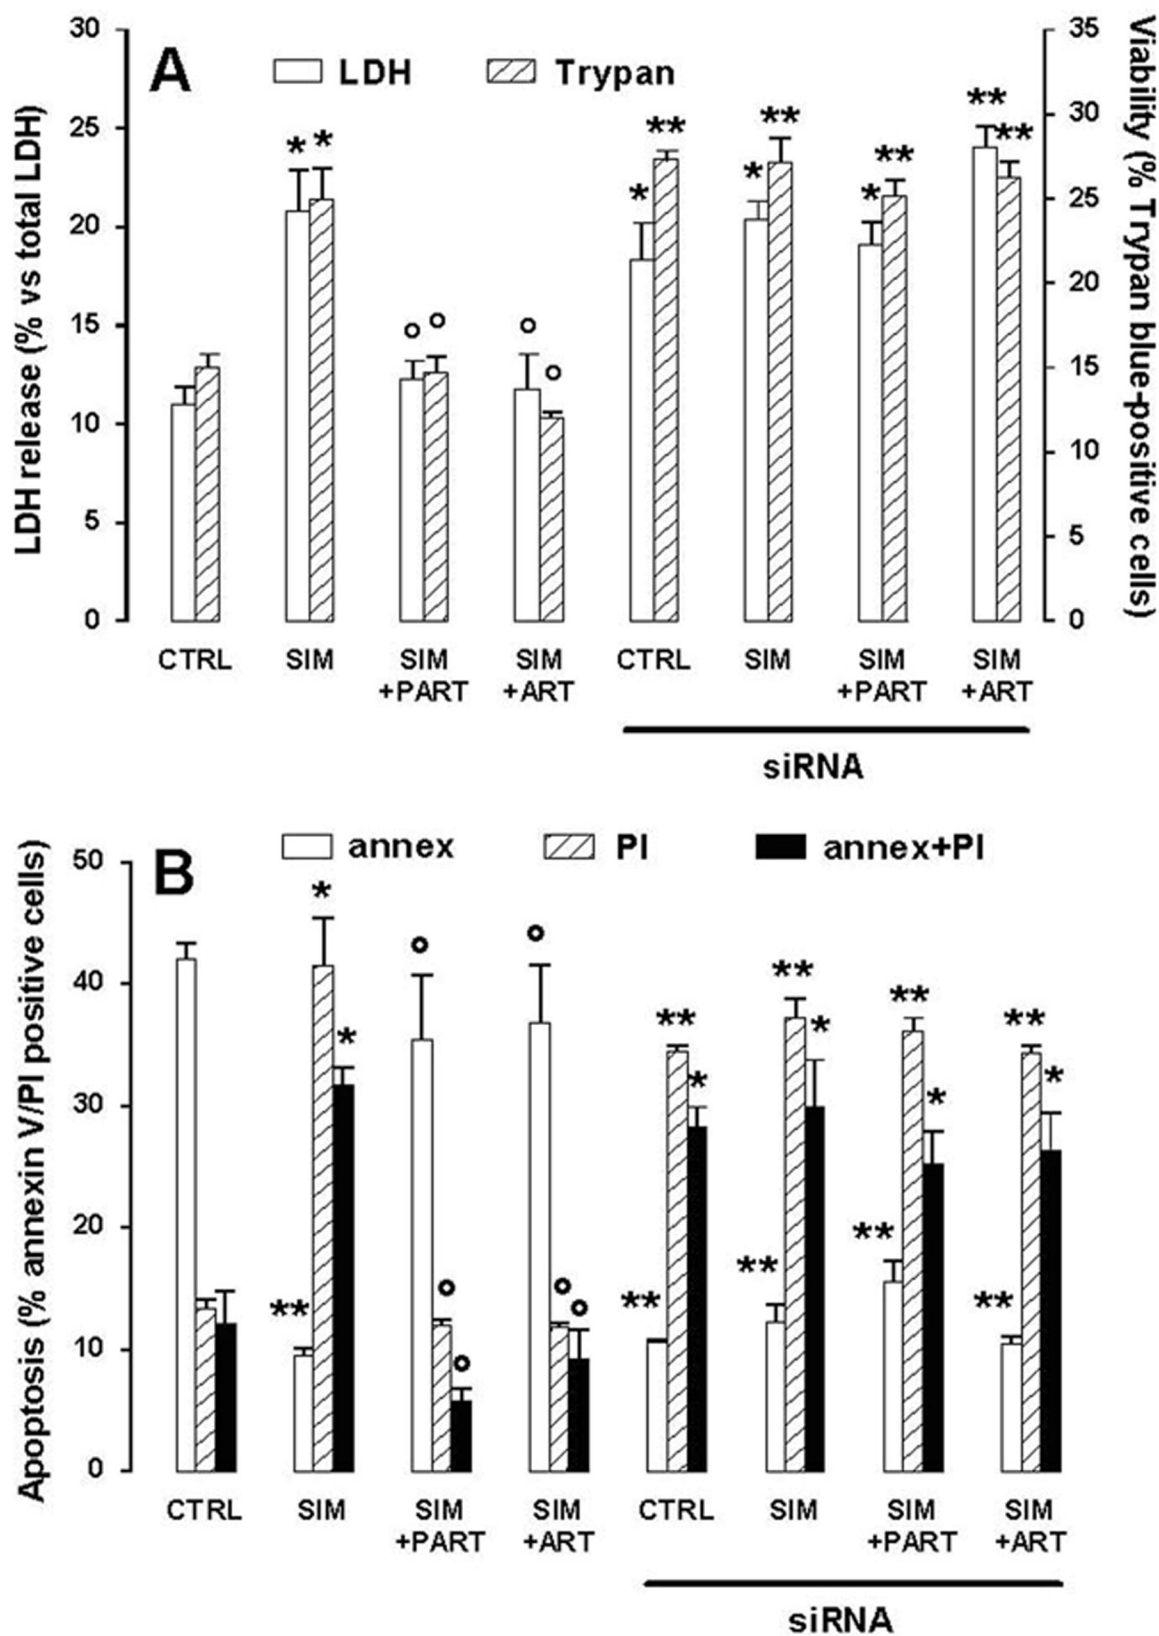 A
LDH
Trypan
LDH release (% vs total LDH)
30
25
20
15
10
5
0
Viability (% Trypan blue-positive cells)
35
30
25
20
15
10
5
0
* *
* **
* **
* **
** **
CTRL
SIM
SIM
+PART
SIM
+ART
CTRL
SIM
SIM
+PART
SIM
+ART
siRNA
B
annex
PI
annex+PI
Apoptosis (% annexin V/PI positive cells)
50
40
30
20
10
0
** * *
** ** *
** ** *
** ** *
** ** *
CTRL
SIM
SIM
+PART
SIM
+ART
CTRL
SIM
SIM
+PART
SIM
+ART
siRNA